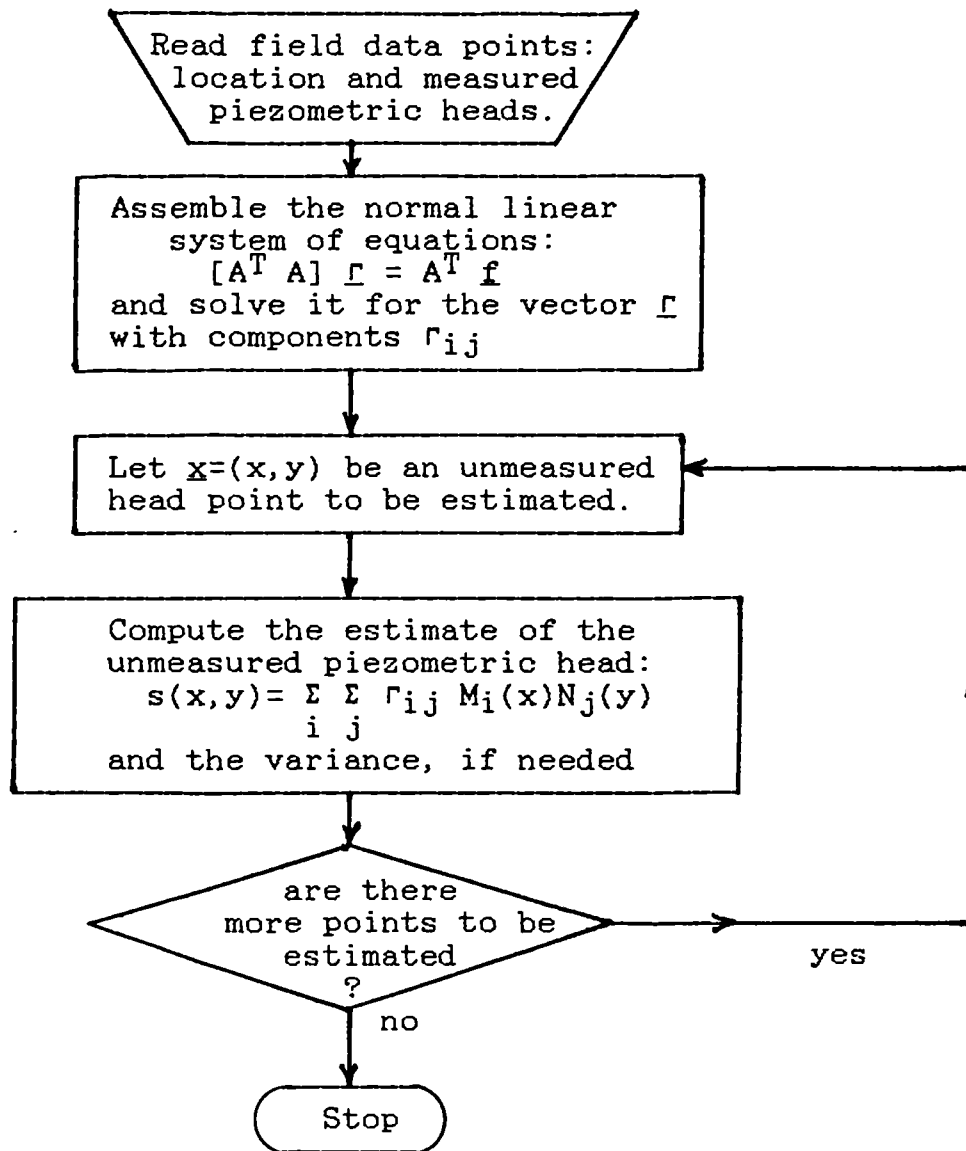 Read field data points:
location and measured
piezometric heads.
Assemble the normal linear
system of equations:
[Aᵀ A] Γ̲ = Aᵀ f̲
and solve it for the vector Γ̲
with components Γᵢⱼ
Let x̲=(x,y) be an unmeasured
head point to be estimated.
Compute the estimate of the
unmeasured piezometric head:
s(x,y)= Σ Σ Γᵢⱼ Mᵢ(x)Nⱼ(y)
i j
and the variance, if needed
are there
more points to be
estimated
?
yes
no
Stop